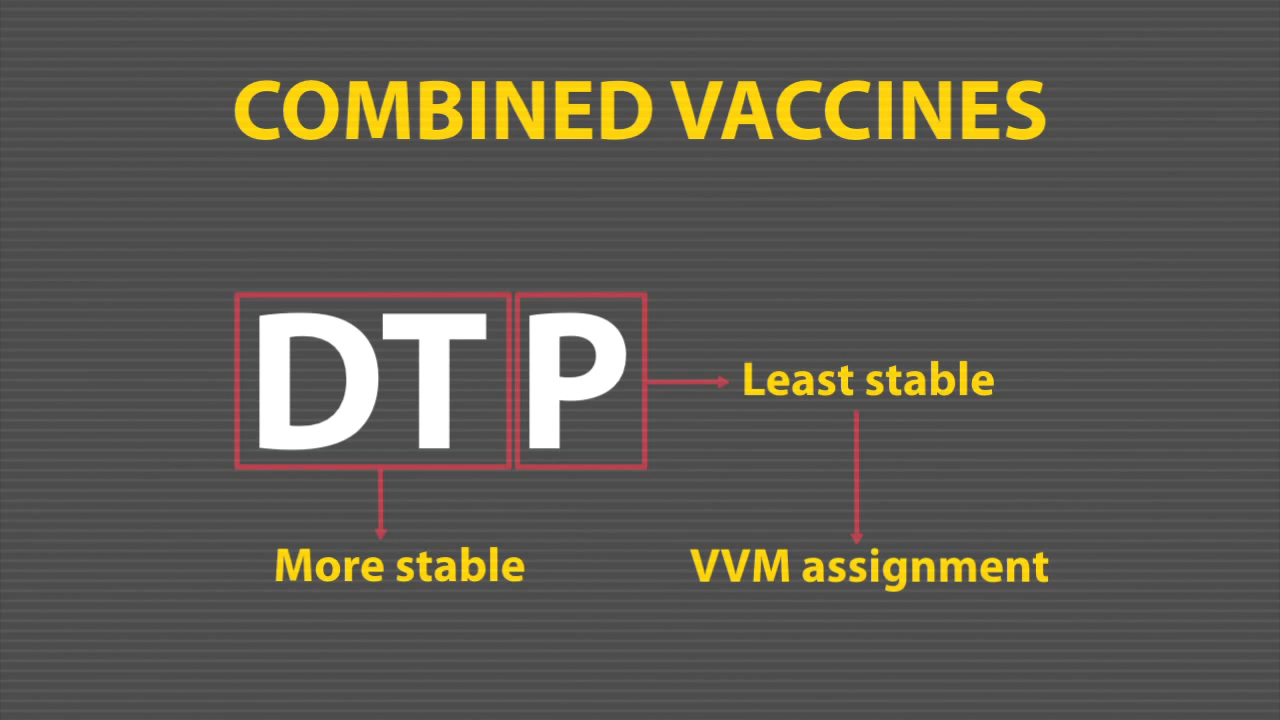 COMBINED VACCINES
DTP
Least stable
More stable
VVM assignment